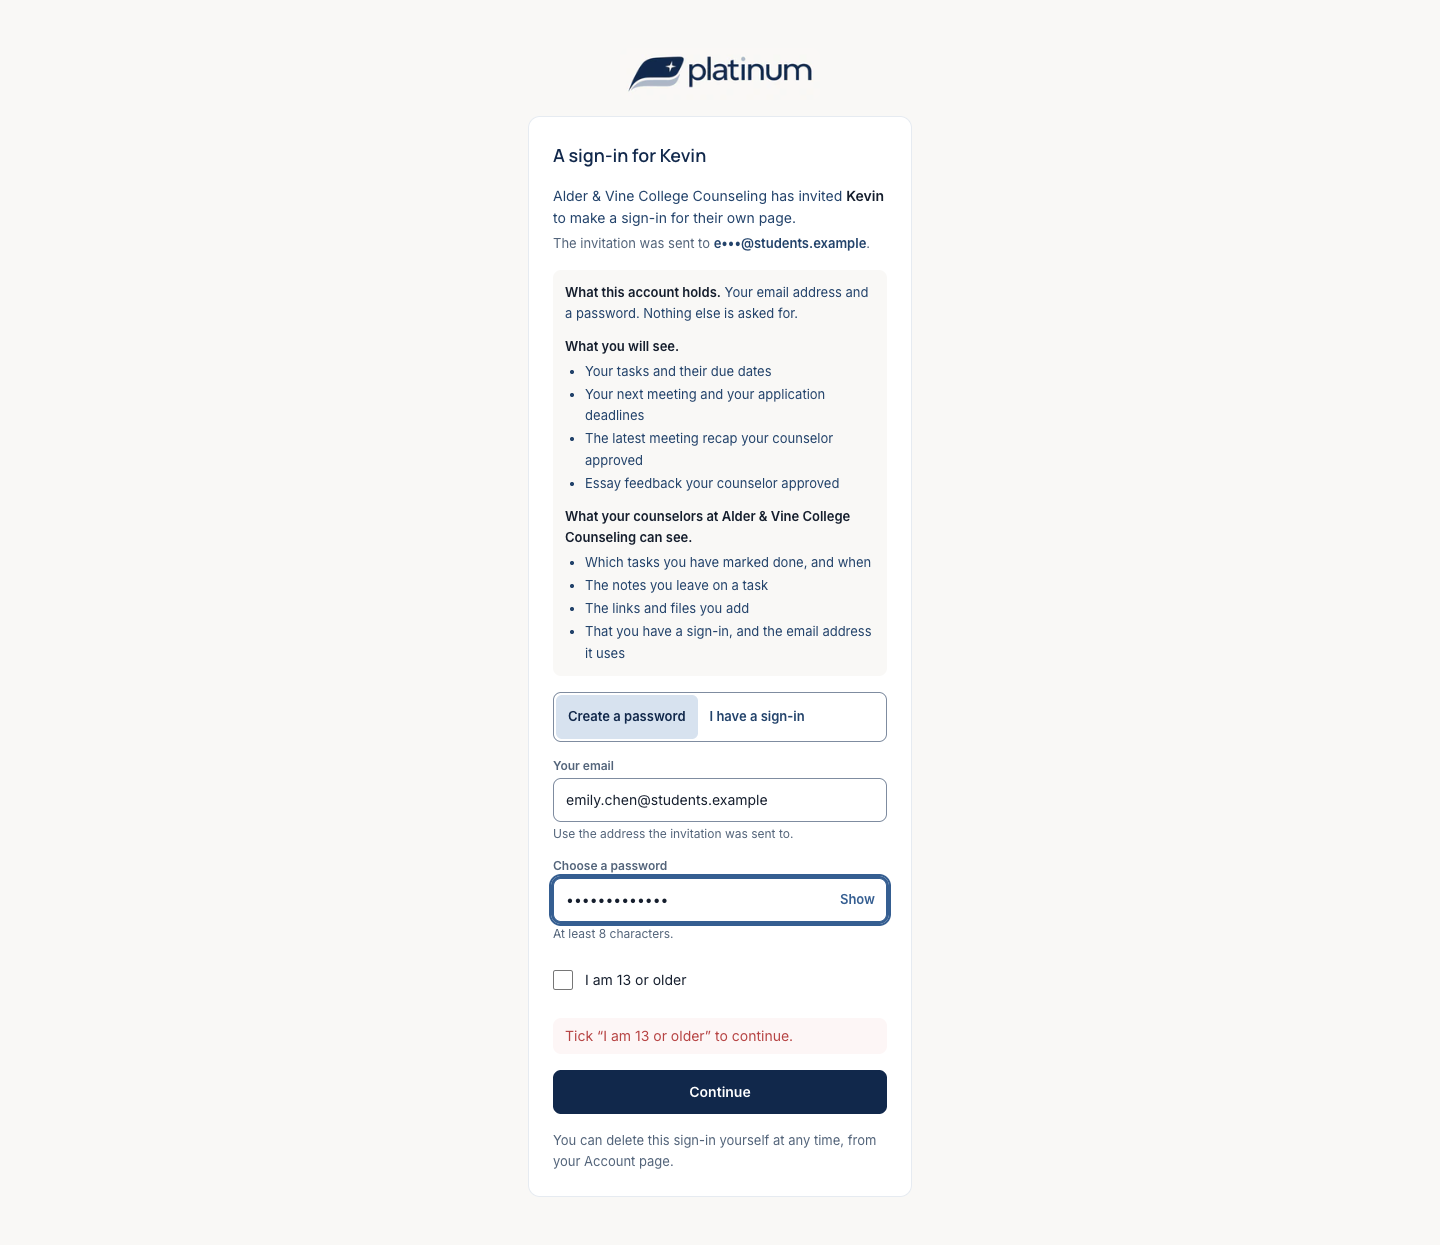 platinum
A sign-in for Kevin
Alder & Vine College Counseling has invited Kevin
to make a sign-in for their own page.
The invitation was sent to e•••@students.example.
What this account holds. Your email address and
a password. Nothing else is asked for.
What you will see.
• Your tasks and their due dates
• Your next meeting and your application
deadlines
• The latest meeting recap your counselor
approved
• Essay feedback your counselor approved
What your counselors at Alder & Vine College
Counseling can see.
• Which tasks you have marked done, and when
• The notes you leave on a task
• The links and files you add
• That you have a sign-in, and the email address
it uses
Create a password I have a sign-in
Your email
emily.chen@students.example
Use the address the invitation was sent to.
Choose a password
••••••••••••• Show
At least 8 characters.
I am 13 or older
Tick “I am 13 or older” to continue.
Continue
You can delete this sign-in yourself at any time, from
your Account page.